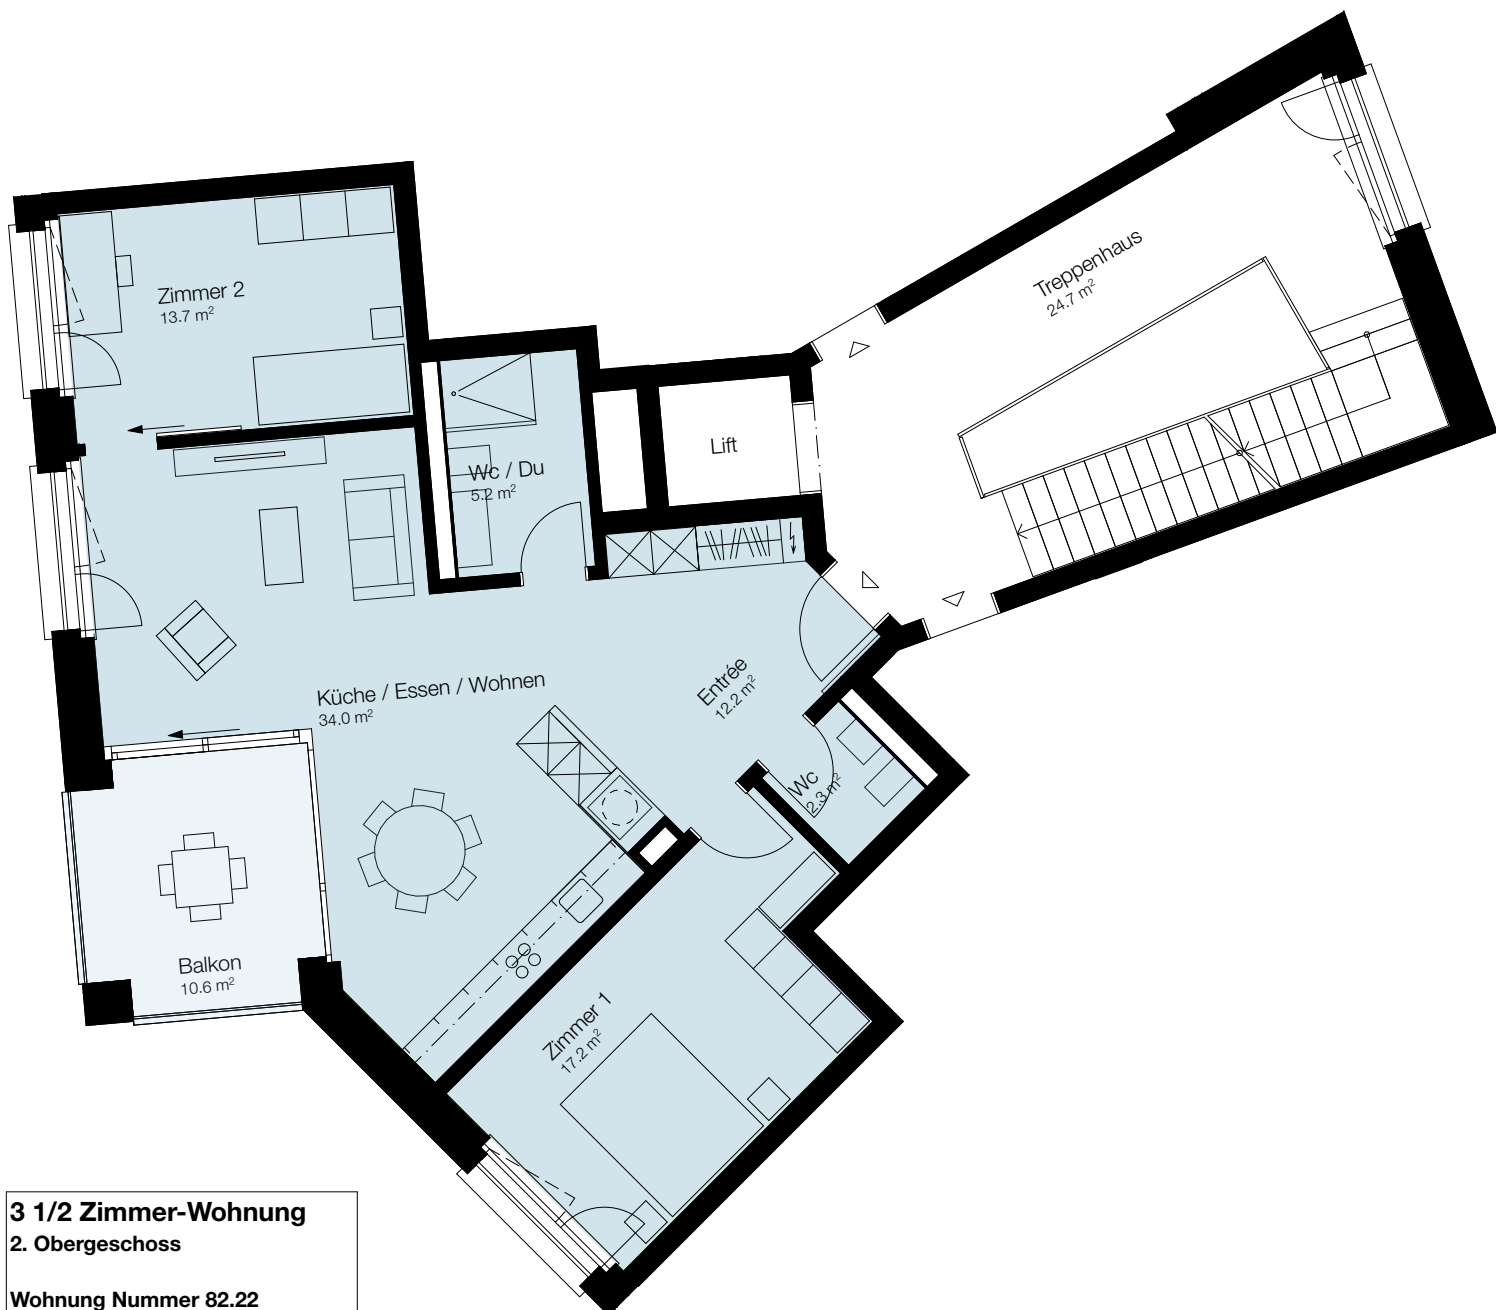 Treppenhaus
24.7 m²
Zimmer 2
13.7 m²
Lift
Wc / Du
5.2 m²
Küche / Essen / Wohnen
34.0 m²
Entrée
12.2 m²
Wc
2.3 m²
Balkon
10.6 m²
Zimmer 1
17.2 m²
3 1/2 Zimmer-Wohnung
2. Obergeschoss
Wohnung Nummer 82.22